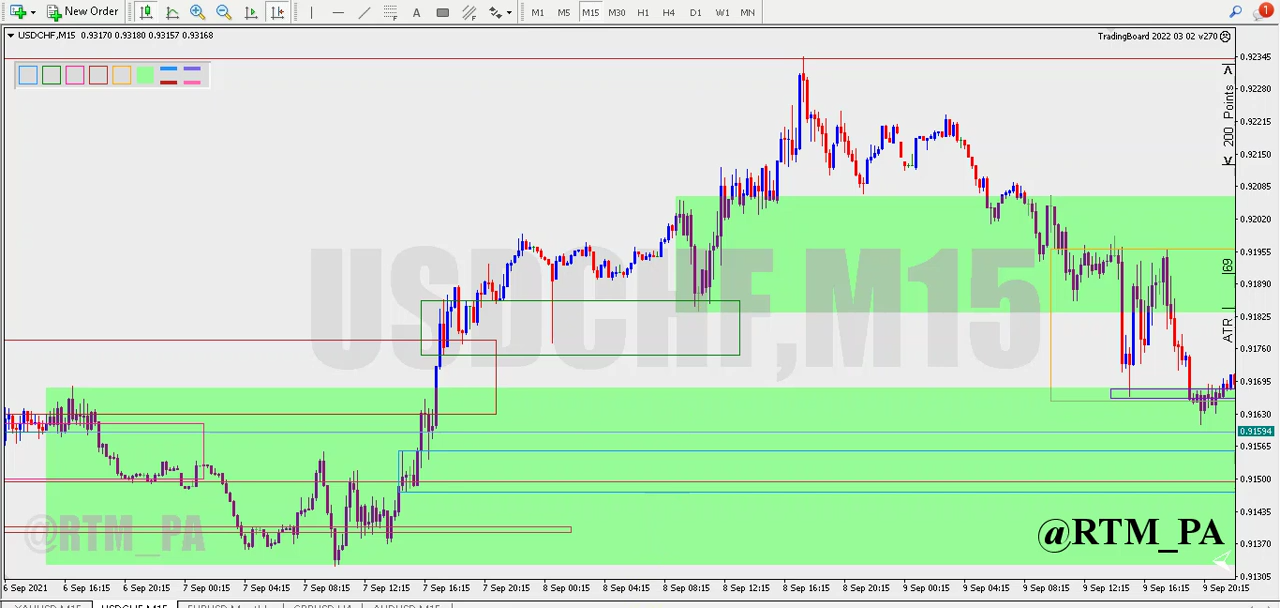 New Order A M1 M5 M15 M30 H1 H4 D1 W1 MN 1
USDCHF,M15 0.93170 0.93180 0.93157 0.93168
TradingBoard 2022 03 02 v270
0.92345
0.92280
0.92215
0.92150
0.92085
0.92020
0.91955
0.91890
0.91825
0.91760
0.91695
0.91630
0.91594
0.91565
0.91500
0.91435
0.91370
0.91305
200 Points
69
ATR
USDCHF,M15
@RTM_PA
@RTM_PA
6 Sep 2021 6 Sep 16:15 6 Sep 20:15 7 Sep 00:15 7 Sep 04:15 7 Sep 08:15 7 Sep 12:15 7 Sep 16:15 7 Sep 20:15 8 Sep 00:15 8 Sep 04:15 8 Sep 08:15 8 Sep 12:15 8 Sep 16:15 8 Sep 20:15 9 Sep 00:15 9 Sep 04:15 9 Sep 08:15 9 Sep 12:15 9 Sep 16:15 9 Sep 20:15